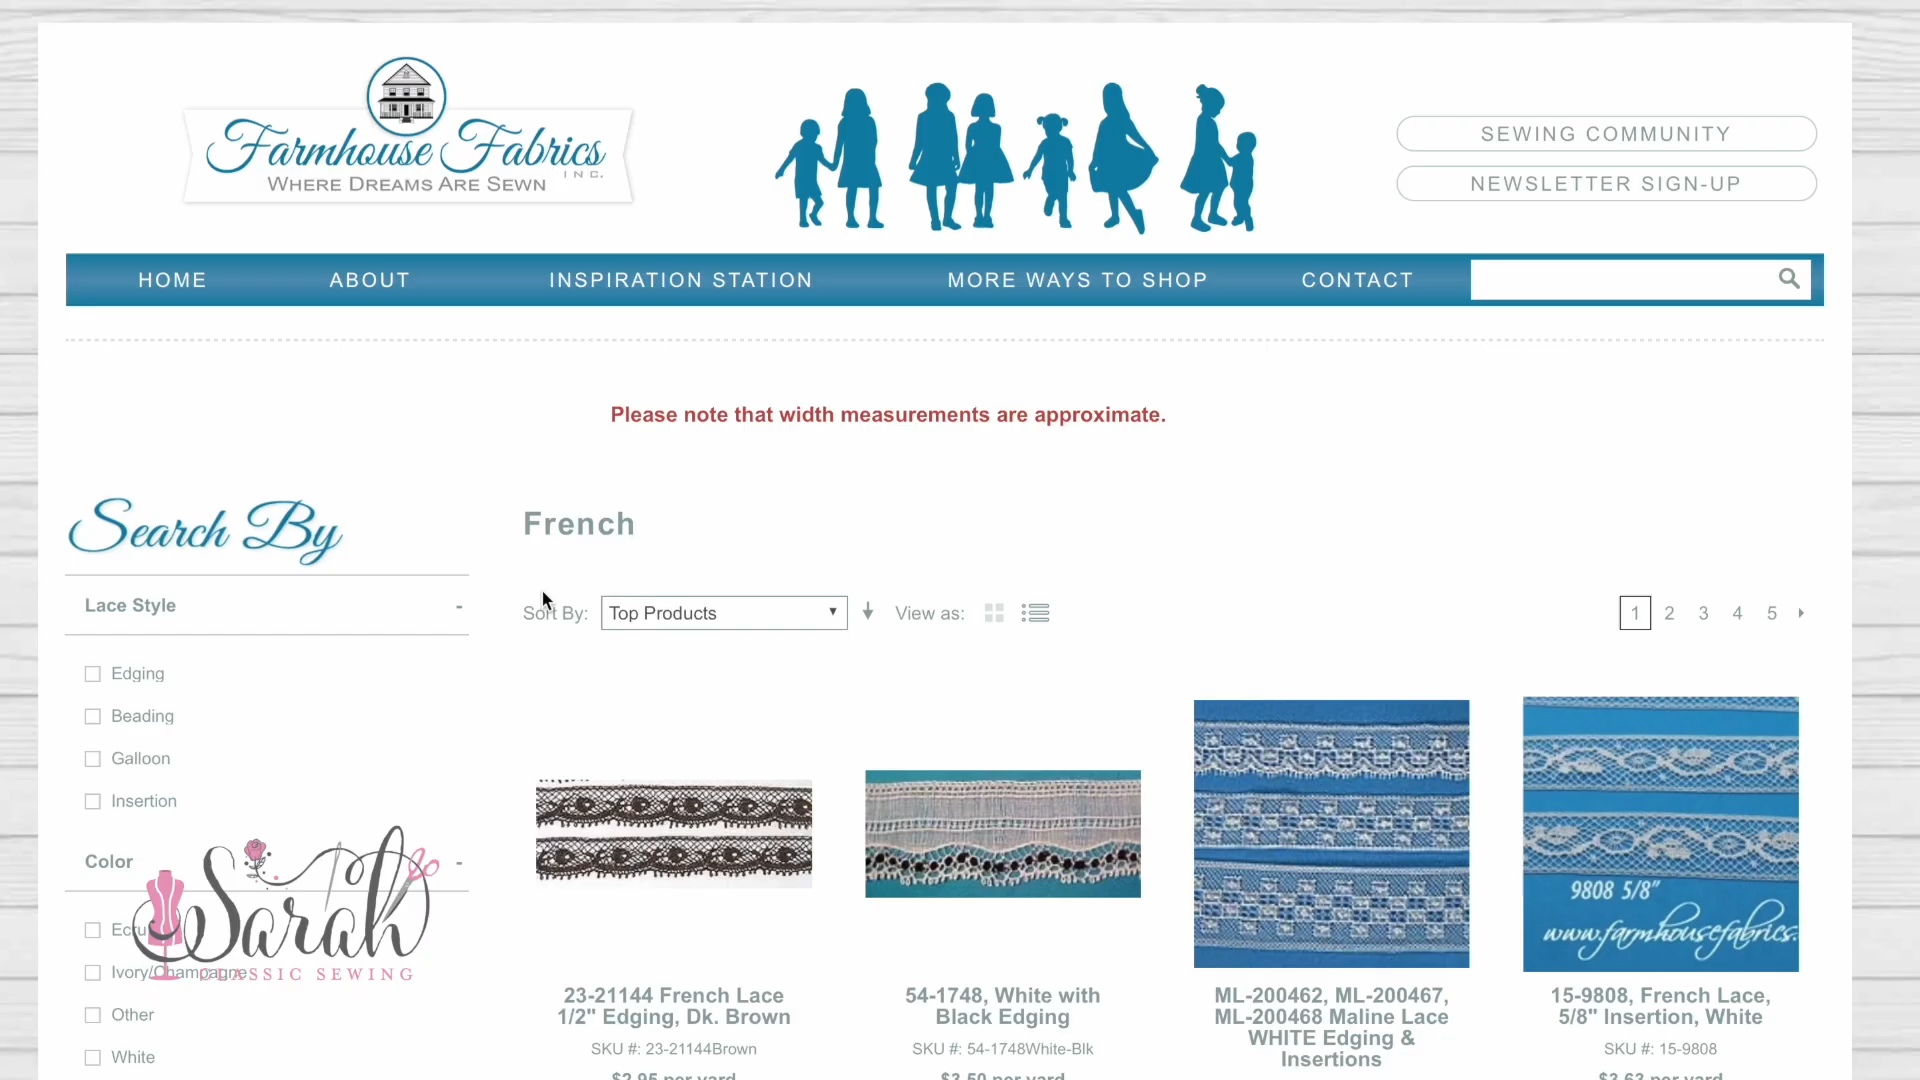 Farmhouse Fabrics
INC.
WHERE DREAMS ARE SEWN
SEWING COMMUNITY
NEWSLETTER SIGN-UP
HOME ABOUT INSPIRATION STATION MORE WAYS TO SHOP CONTACT
Please note that width measurements are approximate.
Search By
Lace Style -
Edging
Beading
Galloon
Insertion
Color -
Ecru
Ivory/Champagne
Other
White
Sarah
CLASSIC SEWING
French
Sort By: Top Products View as:
1 2 3 4 5
9808 5/8"
www.farmhousefabrics.
23-21144 French Lace
1/2" Edging, Dk. Brown
SKU #: 23-21144Brown
$2.95 per yard
54-1748, White with
Black Edging
SKU #: 54-1748White-Blk
$3.50 per yard
ML-200462, ML-200467,
ML-200468 Maline Lace
WHITE Edging &
Insertions
15-9808, French Lace,
5/8" Insertion, White
SKU #: 15-9808
$3.63 per yard